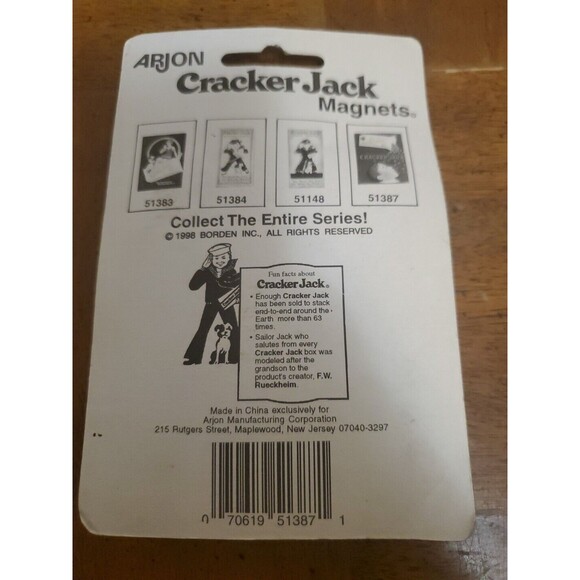 ARJON
Cracker Jack
Magnets®
51383 51384 51148 51387
Collect The Entire Series!
© 1998 BORDEN INC., ALL RIGHTS RESERVED
Fun facts about
Cracker Jack®
• Enough Cracker Jack
has been sold to stack
end-to-end around the
Earth more than 63
times.
• Sailor Jack who
salutes from every
Cracker Jack box was
modeled after the
grandson to the
product's creator, F.W.
Rueckheim.
Made in China exclusively for
Arjon Manufacturing Corporation
215 Rutgers Street, Maplewood, New Jersey 07040-3297
0 70619 51387 1